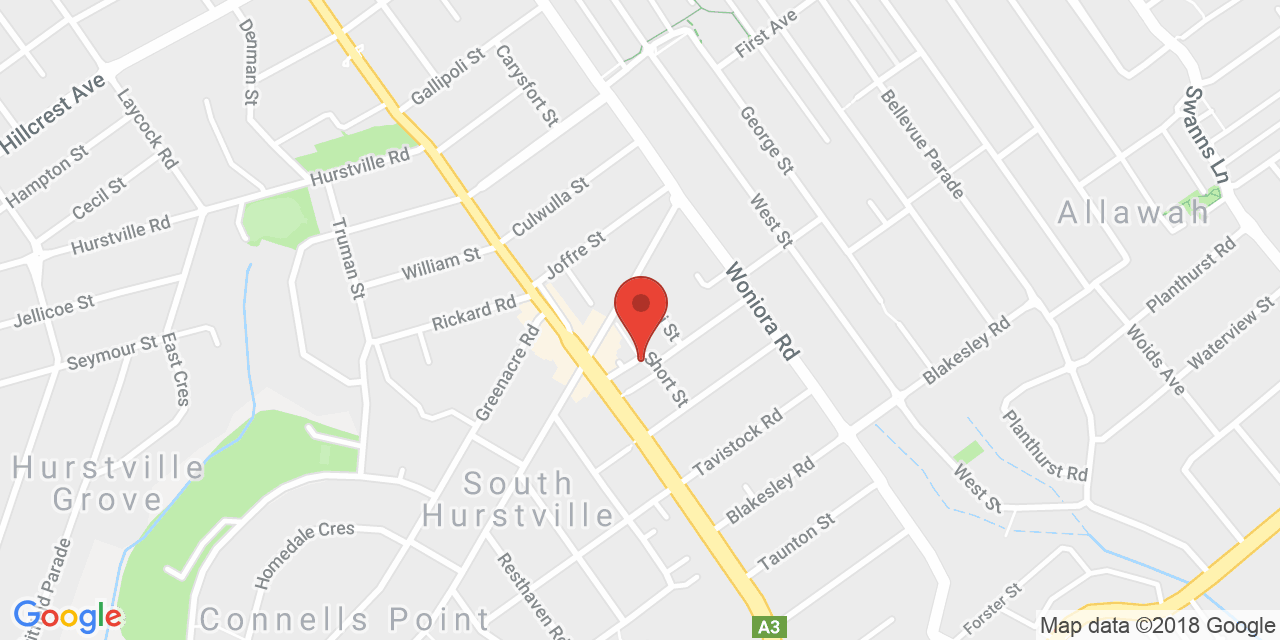 First Ave
Denman St
Gallipoli St
Carysfort St
Hillcrest Ave
Laycock Rd
Bellevue Parade
Swanns Ln
George St
Hampton St
Cecil St
Hurstville Rd
Hurstville Rd
Culwulla St
West St
Allawah
Truman St
William St
Joffre St
Woniora Rd
Planthurst Rd
Jellicoe St
Rickard Rd
St
Seymour St
East Cres
Greenacre Rd
Short St
Blakesley Rd
Woids Ave
Waterview St
Hurstville
Grove
South
Hurstville
Tavistock Rd
Blakesley Rd
Planthurst Rd
West St
Taunton St
Homedale Cres
Resthaven Rd
Parade
Forster St
Connells Point
A3
Google
Map data ©2018 Google